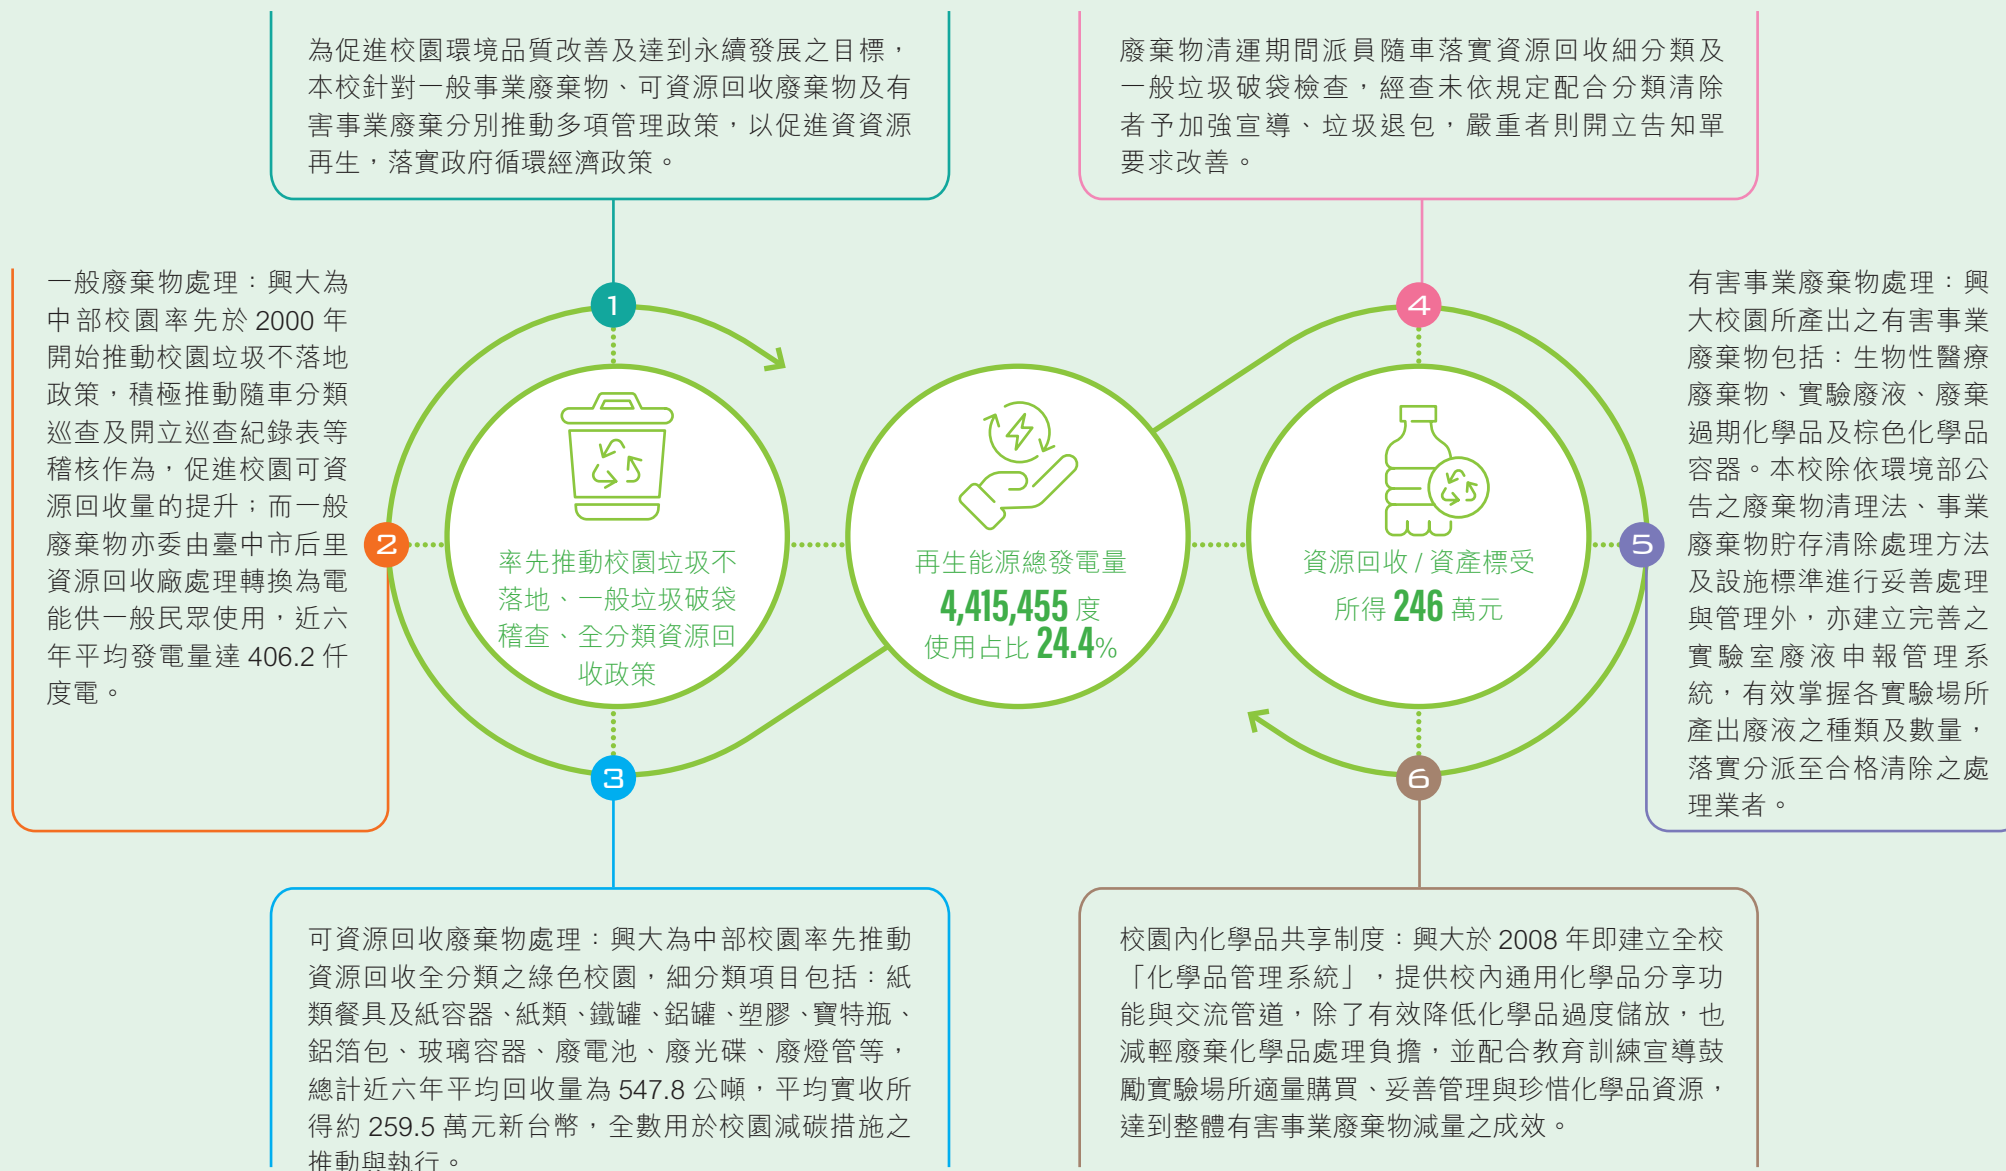 為促進校園環境品質改善及達到永續發展之目標，
本校針對一般事業廢棄物、可資源回收廢棄物及有
害事業廢棄分別推動多項管理政策，以促進資資源
再生，落實政府循環經濟政策。
廢棄物清運期間派員隨車落實資源回收細分類及
一般垃圾破袋檢查，經查未依規定配合分類清除
者予加強宣導、垃圾退包，嚴重者則開立告知單
要求改善。
一般廢棄物處理：興大為
中部校園率先於 2000 年
開始推動校園垃圾不落地
政策，積極推動隨車分類
巡查及開立巡查紀錄表等
稽核作為，促進校園可資
源回收量的提升；而一般
廢棄物亦委由臺中市后里
資源回收廠處理轉換為電
能供一般民眾使用，近六
年平均發電量達 406.2 仟
度電。
1
2
3
率先推動校園垃圾不
落地、一般垃圾破袋
稽查、全分類資源回
收政策
再生能源總發電量
4,415,455 度
使用占比 24.4%
4
5
6
資源回收 / 資產標受
所得 246 萬元
有害事業廢棄物處理：興
大校園所產出之有害事業
廢棄物包括：生物性醫療
廢棄物、實驗廢液、廢棄
過期化學品及棕色化學品
容器。本校除依環境部公
告之廢棄物清理法、事業
廢棄物貯存清除處理方法
及設施標準進行妥善處理
與管理外，亦建立完善之
實驗室廢液申報管理系
統，有效掌握各實驗場所
產出廢液之種類及數量，
落實分派至合格清除之處
理業者。
可資源回收廢棄物處理：興大為中部校園率先推動
資源回收全分類之綠色校園，細分類項目包括：紙
類餐具及紙容器、紙類、鐵罐、鋁罐、塑膠、寶特瓶、
鋁箔包、玻璃容器、廢電池、廢光碟、廢燈管等，
總計近六年平均回收量為 547.8 公噸，平均實收所
得約 259.5 萬元新台幣，全數用於校園減碳措施之
推動與執行。
校園內化學品共享制度：興大於 2008 年即建立全校
「化學品管理系統」，提供校內通用化學品分享功
能與交流管道，除了有效降低化學品過度儲放，也
減輕廢棄化學品處理負擔，並配合教育訓練宣導鼓
勵實驗場所適量購買、妥善管理與珍惜化學品資源，
達到整體有害事業廢棄物減量之成效。